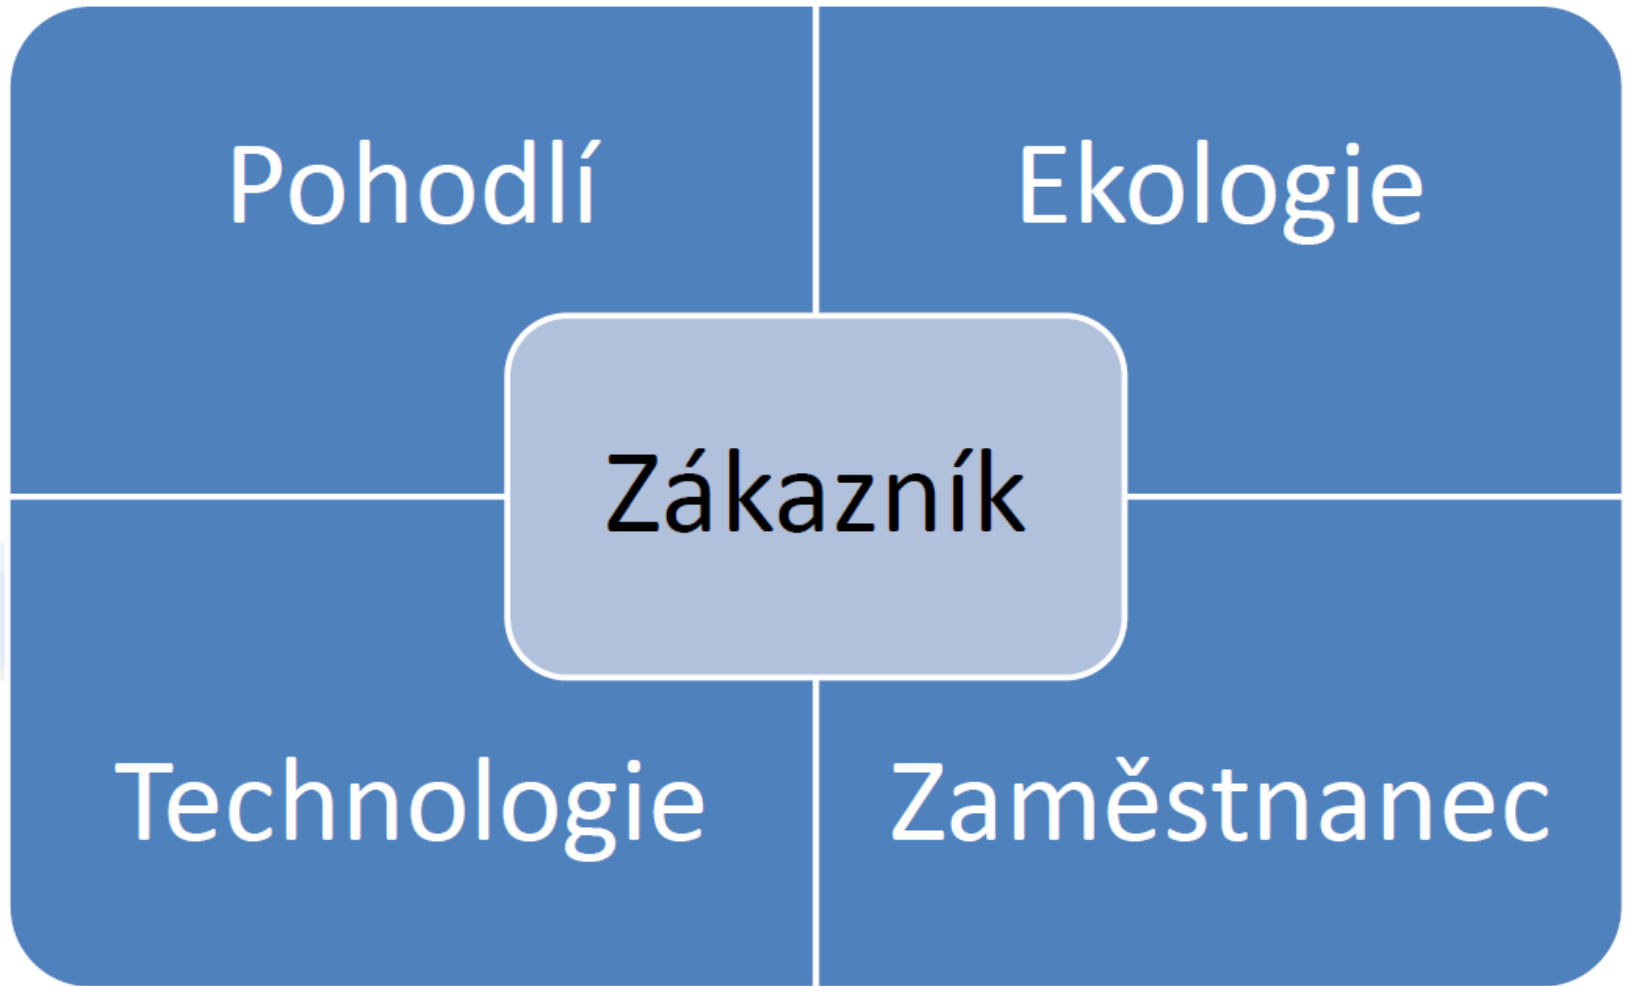 Pohodlí
Ekologie
Zákazník
Technologie
Zaměstnanec